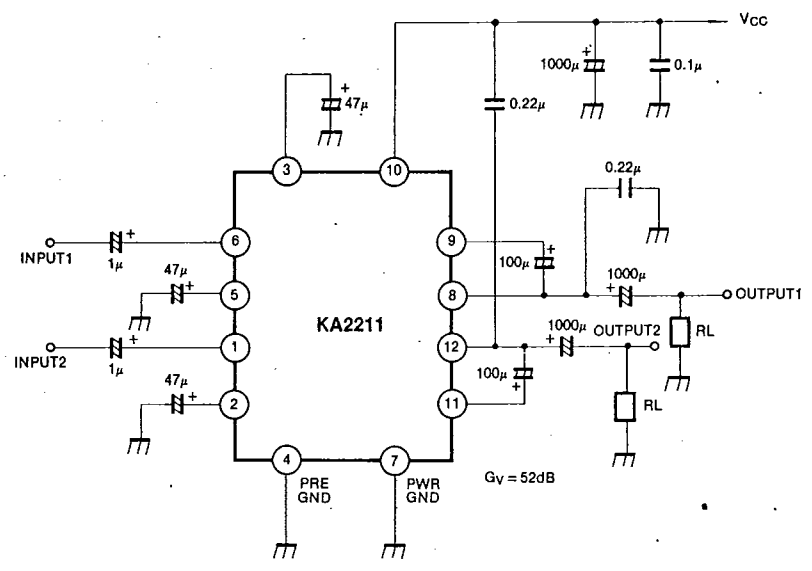 VCC
1000μ
+
0.1μ
+
47μ
0.22μ
3
10
0.22μ
6
+
INPUT1
1μ
9
+
100μ
47μ
+
5
8
1000μ
+
OUTPUT1
KA2211
1000μ
+
OUTPUT2
RL
1
+
INPUT2
1μ
12
47μ
+
2
100μ
+
11
RL
4
PRE
GND
7
PWR
GND
GV = 52dB